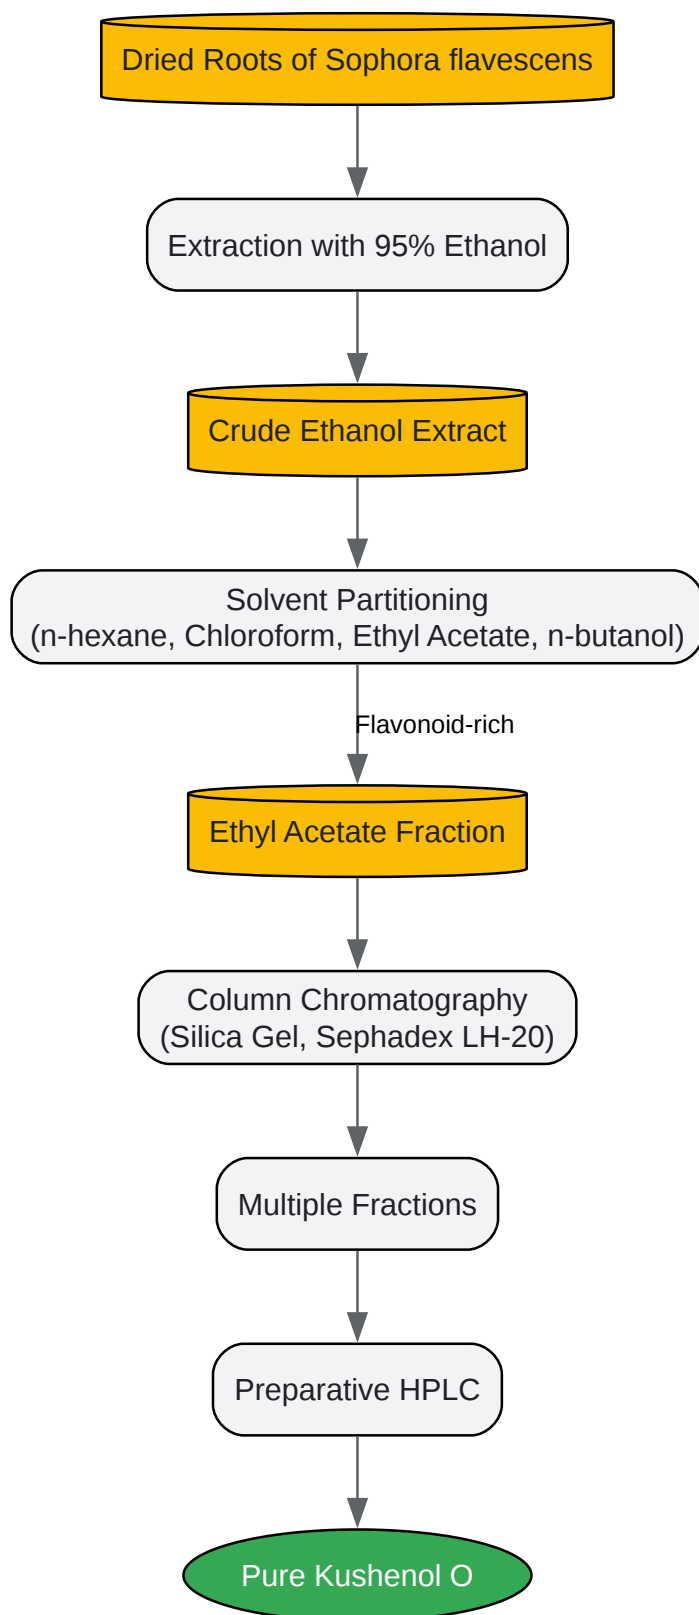 Dried Roots of Sophora flavescens
Extraction with 95% Ethanol
Crude Ethanol Extract
Solvent Partitioning
(n-hexane, Chloroform, Ethyl Acetate, n-butanol)
Flavonoid-rich
Ethyl Acetate Fraction
Column Chromatography
(Silica Gel, Sephadex LH-20)
Multiple Fractions
Preparative HPLC
Pure Kushenol O